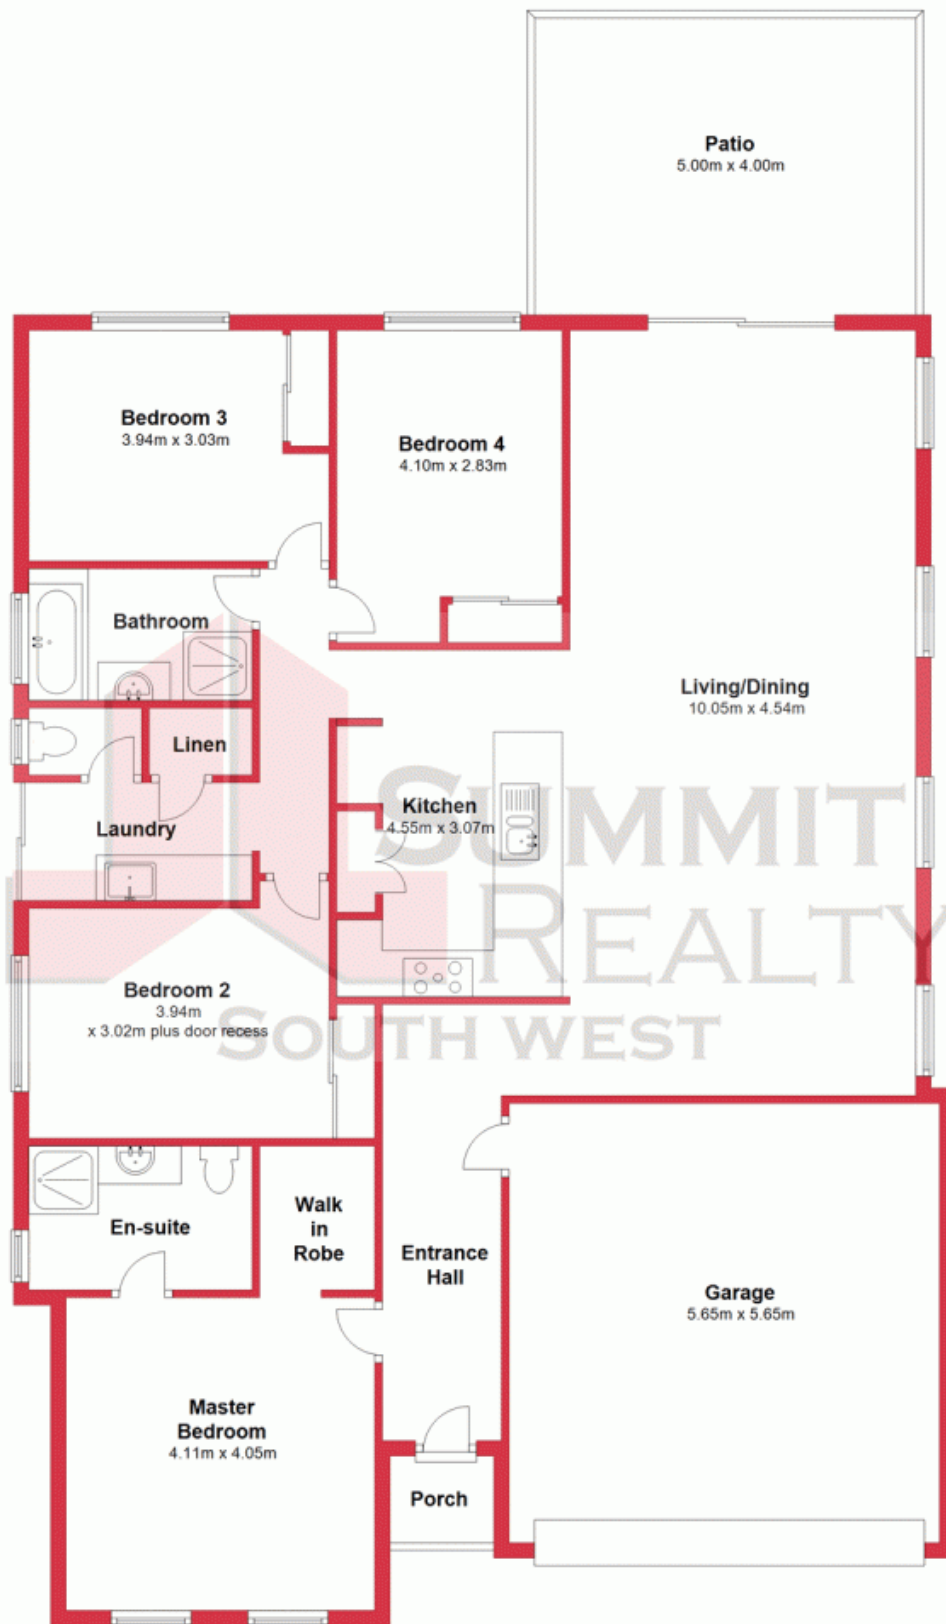 Patio
5.00m x 4.00m
Bedroom 3
3.94m x 3.03m
Bedroom 4
4.10m x 2.83m
Bathroom
Living/Dining
10.05m x 4.54m
Linen
Kitchen
4.55m x 3.07m
Laundry
SUMMIT
REALTY
SOUTH WEST
Bedroom 2
3.94m
x 3.02m plus door recess
En-suite
Walk
in
Robe
Entrance
Hall
Garage
5.65m x 5.65m
Master
Bedroom
4.11m x 4.05m
Porch